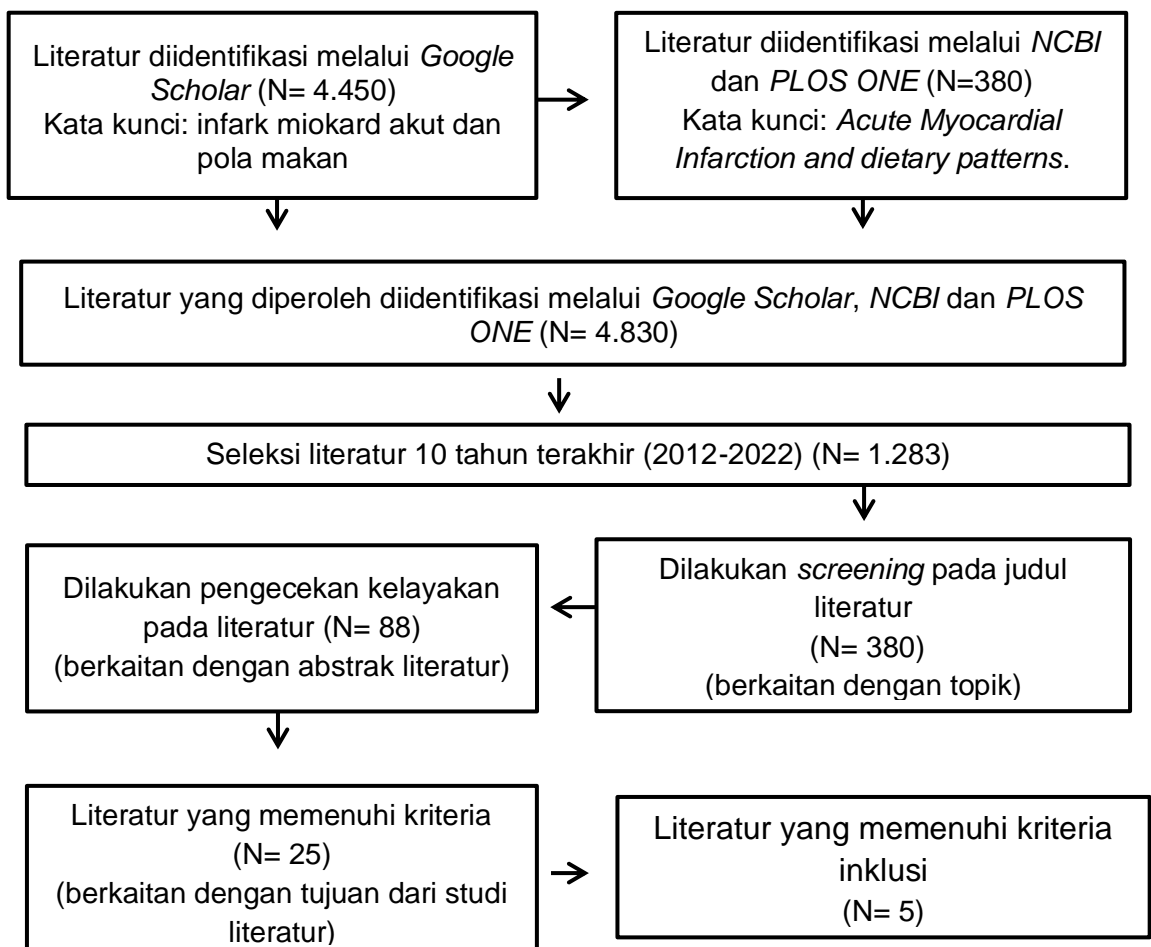 Literatur diidentifikasi melalui Google
Scholar (N= 4.450)
Kata kunci: infark miokard akut dan
pola makan
Literatur diidentifikasi melalui NCBI
dan PLOS ONE (N=380)
Kata kunci: Acute Myocardial
Infarction and dietary patterns.
Literatur yang diperoleh diidentifikasi melalui Google Scholar, NCBI dan PLOS
ONE (N= 4.830)
Seleksi literatur 10 tahun terakhir (2012-2022) (N= 1.283)
Dilakukan screening pada judul
literatur
(N= 380)
(berkaitan dengan topik)
Dilakukan pengecekan kelayakan
pada literatur (N= 88)
(berkaitan dengan abstrak literatur)
Literatur yang memenuhi kriteria
(N= 25)
(berkaitan dengan tujuan dari studi
literatur)
Literatur yang memenuhi kriteria
inklusi
(N= 5)